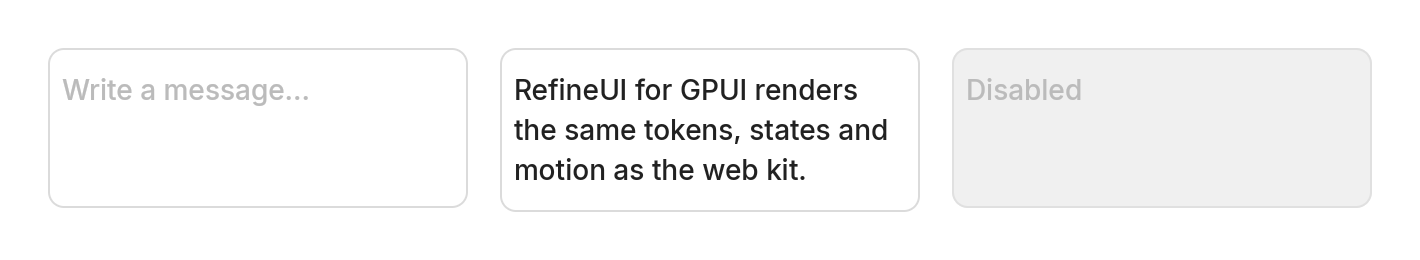 Write a message...
RefineUI for GPUI renders
the same tokens, states and
motion as the web kit.
Disabled